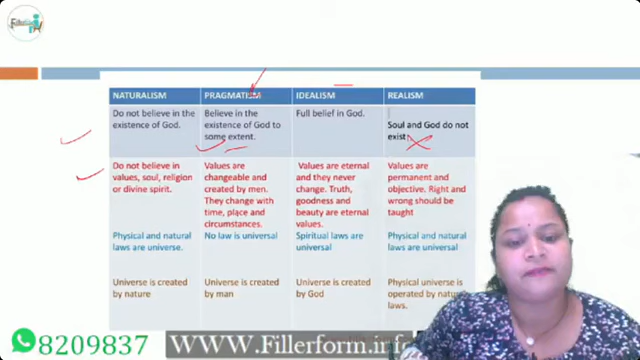 Fillerform
NATURALISM PRAGMATISM IDEALISM REALISM
Do not believe in the existence of God.
Believe in the existence of God to some extent.
Full belief in God.
Soul and God do not exist.
Do not believe in values, soul, religion or divine spirit.
Values are changeable and created by men. They change with time, place and circumstances.
Values are eternal and they never change. Truth, goodness and beauty are eternal values.
Values are permanent and objective. Right and wrong should be taught
Physical and natural laws are universe.
No law is universal
Spiritual laws are universal
Physical and natural laws are universal
Universe is created by nature
Universe is created by man
Universe is created by God
Physical universe is operated by natural laws.
8209837
WWW.Fillerform.info